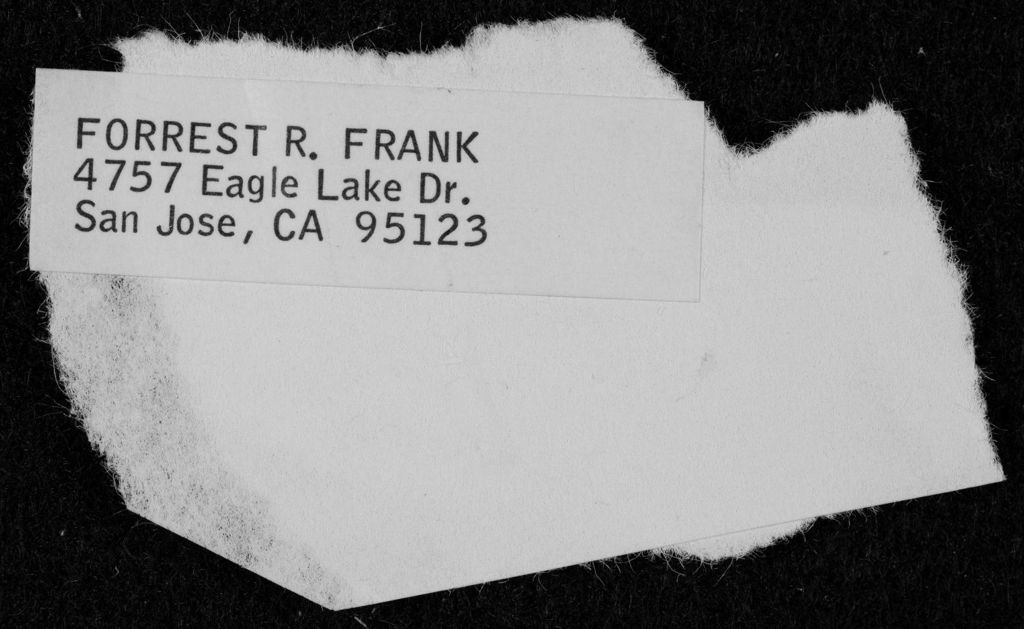 FORREST R. FRANK
4757 Eagle Lake Dr.
San Jose, CA 95123